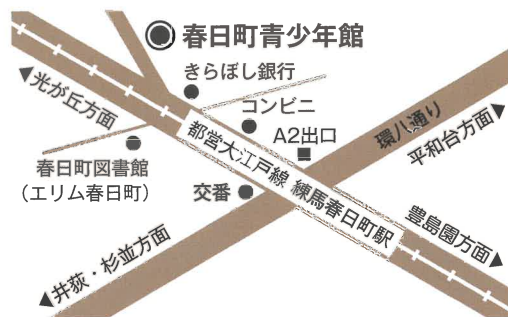 春日町青少年館
きらぼし銀行
光が丘方面
コンビニ
A2出口
環八通り
平和台方面
春日町図書館
(エリム春日町)
交番
都営大江戸線 練馬春日町駅
豊島園方面
井荻・杉並方面